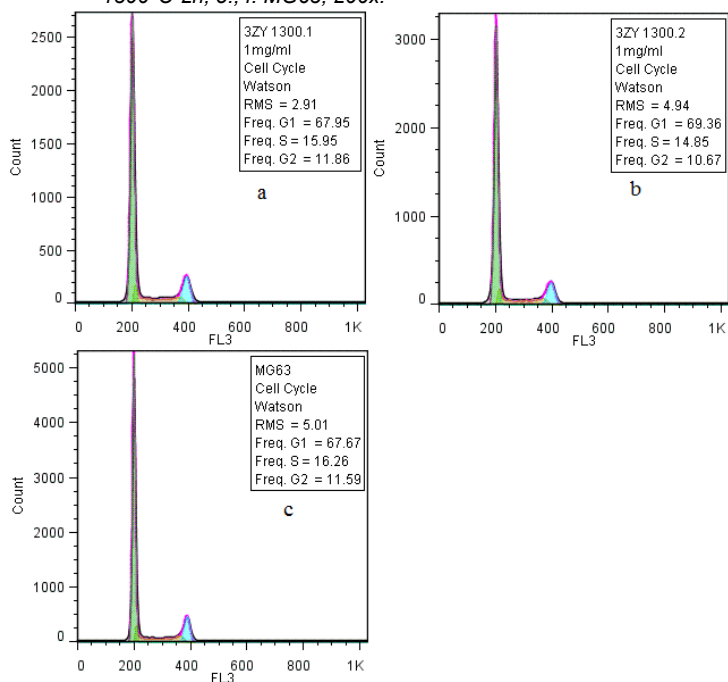 1300°C-2h, 5., f. MG63, 200x.
2500
2000
1500
1000
500
0
Count
3ZY 1300.1
1mg/ml
Cell Cycle
Watson
RMS = 2.91
Freq. G1 = 67.95
Freq. S = 15.95
Freq. G2 = 11.86
a
0 200 400 600 800 1K
FL3
3000
2000
1000
0
Count
3ZY 1300.2
1mg/ml
Cell Cycle
Watson
RMS = 4.94
Freq. G1 = 69.36
Freq. S = 14.85
Freq. G2 = 10.67
b
0 200 400 600 800 1K
FL3
5000
4000
3000
2000
1000
0
Count
MG63
Cell Cycle
Watson
RMS = 5.01
Freq. G1 = 67.67
Freq. S = 16.26
Freq. G2 = 11.59
c
0 200 400 600 800 1K
FL3